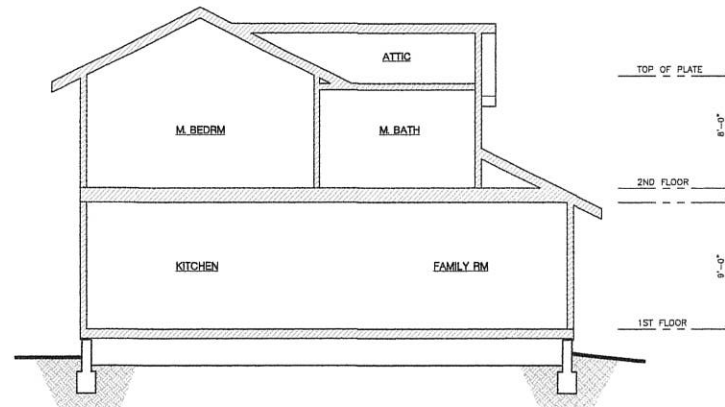 ATTIC
TOP OF PLATE
M. BEDRM
M. BATH
8'-0"
2ND FLOOR
KITCHEN
FAMILY RM
9'-0"
1ST FLOOR